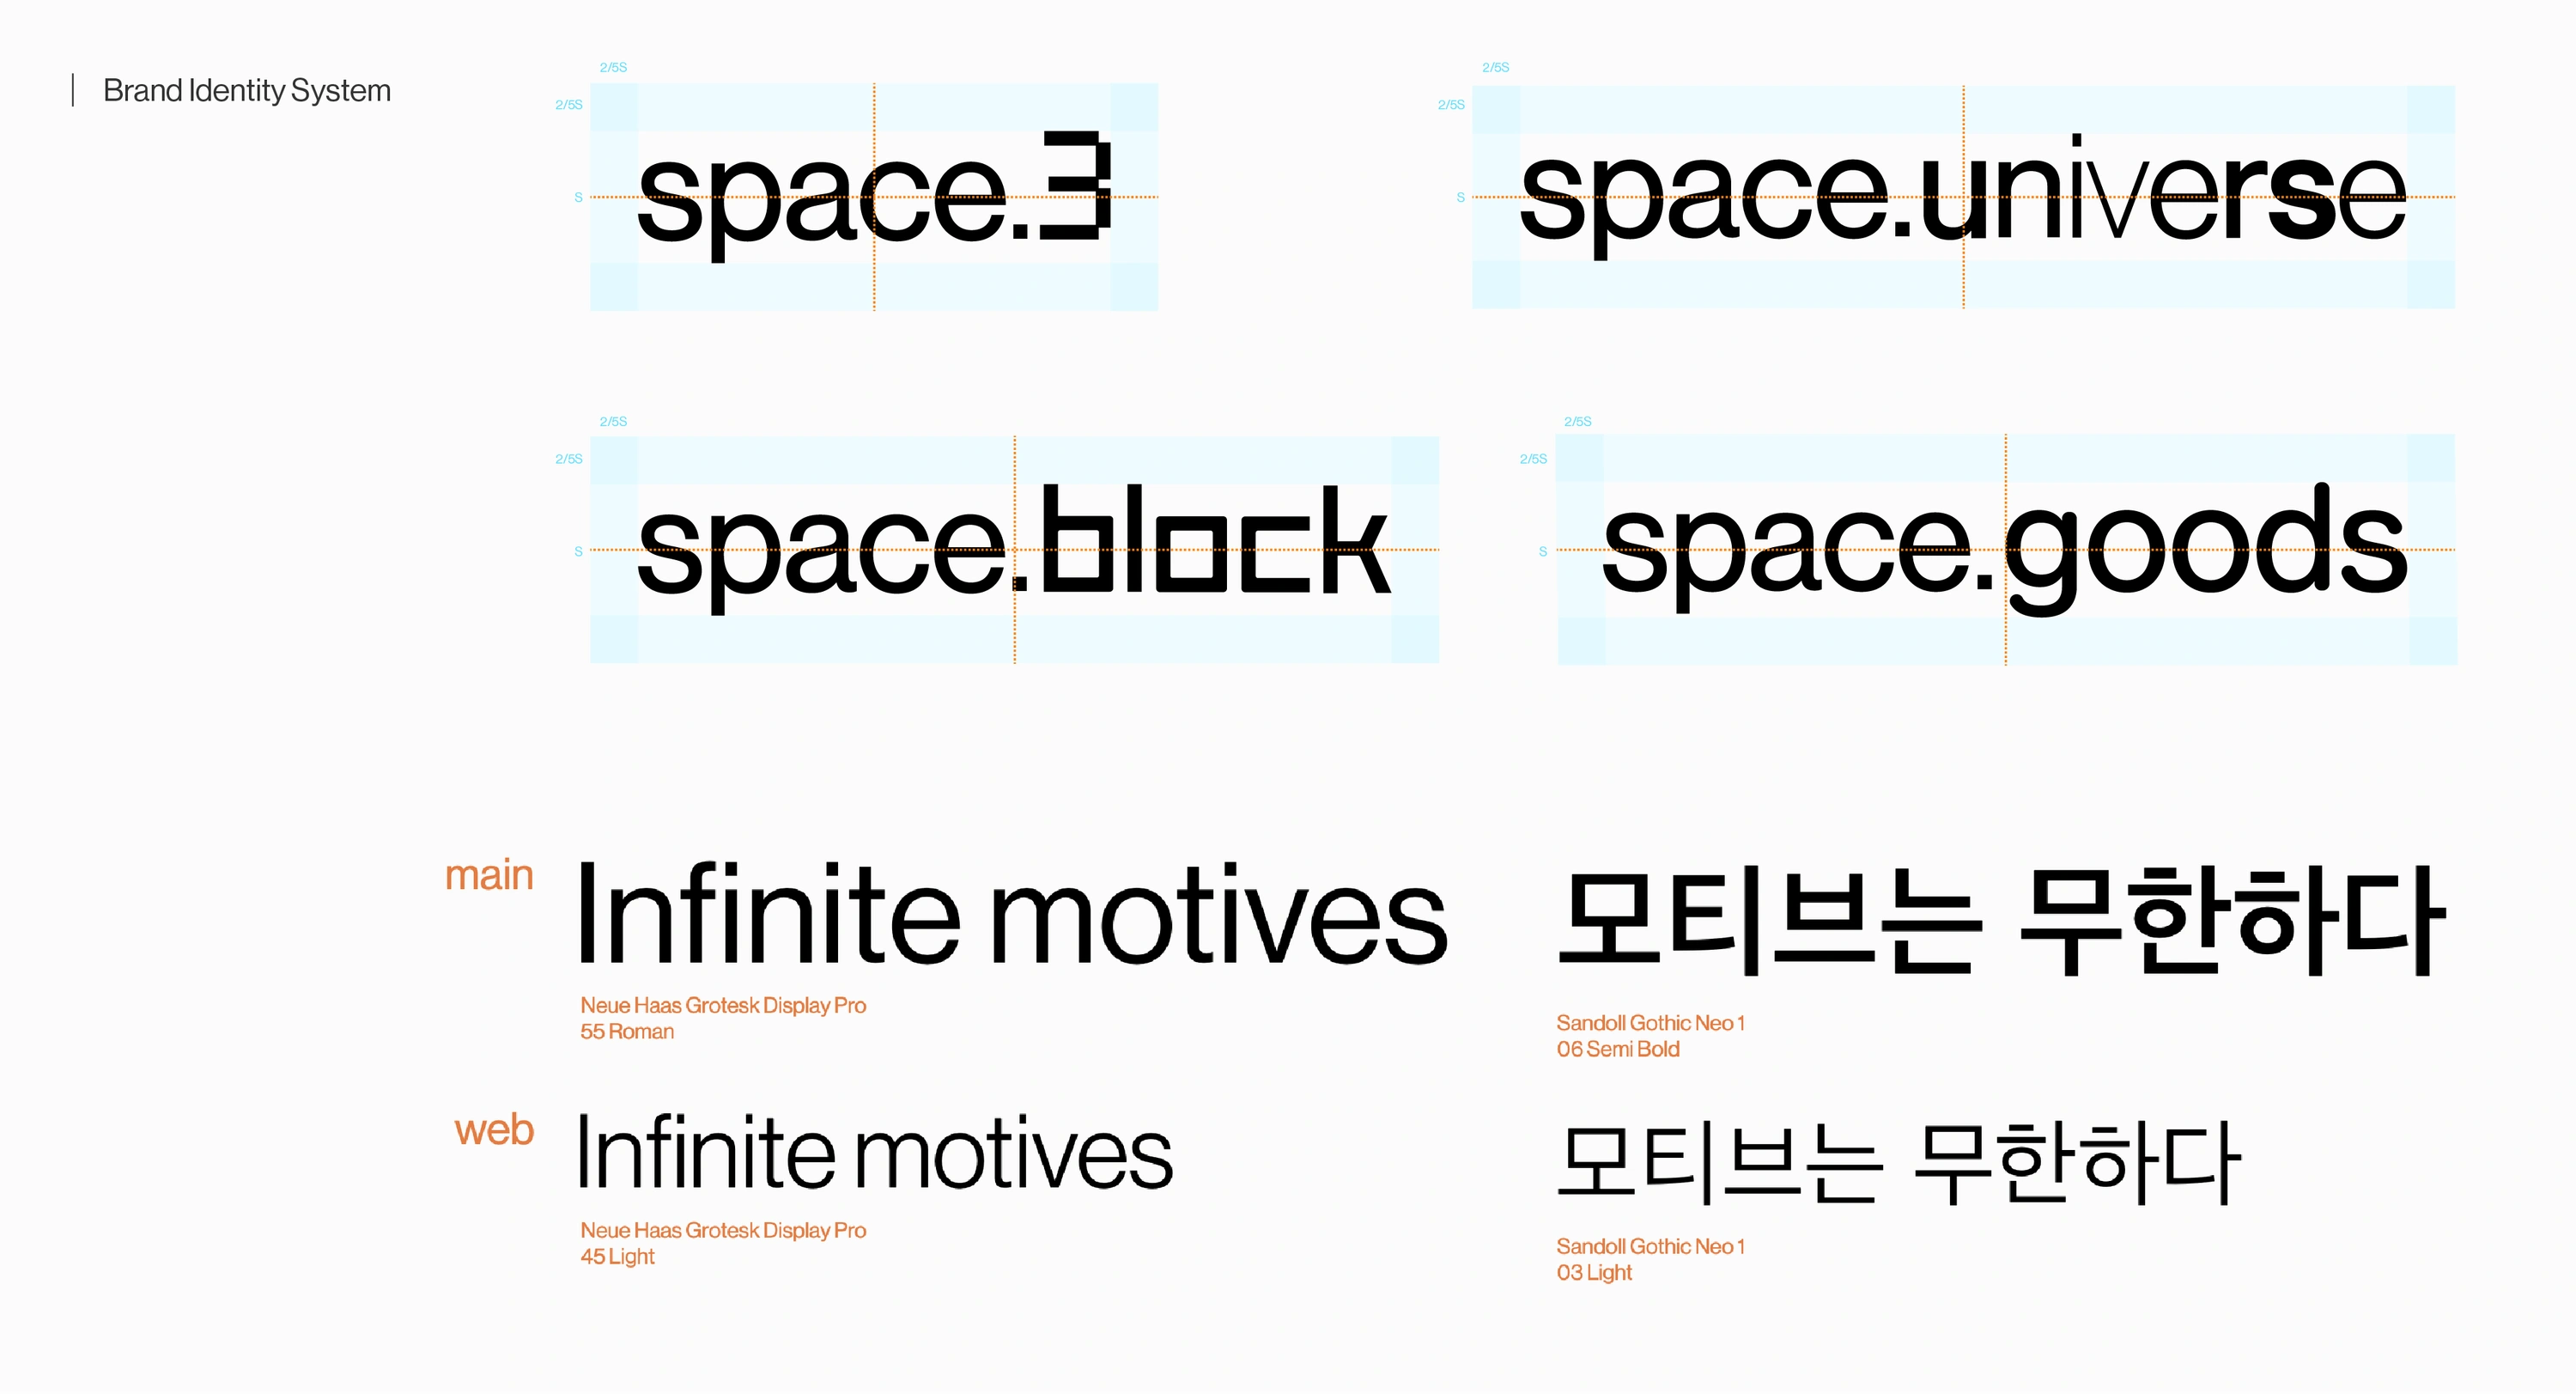 Brand Identity System
2/5S
2/5S
S
space.3
2/5S
2/5S
S
space.universe
2/5S
2/5S
S
space.block
2/5S
2/5S
S
space.goods
main
Infinite motives
Neue Haas Grotesk Display Pro
55 Roman
모티브는 무한하다
Sandoll Gothic Neo 1
06 Semi Bold
web
Infinite motives
Neue Haas Grotesk Display Pro
45 Light
모티브는 무한하다
Sandoll Gothic Neo 1
03 Light